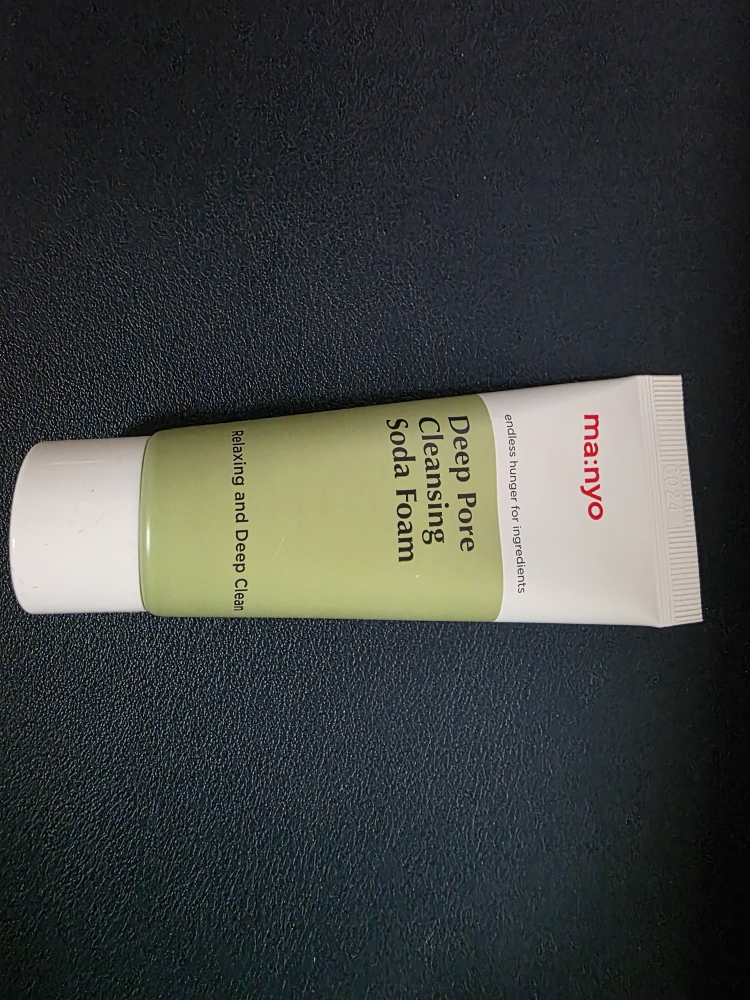 ma:nyo
endless hunger for ingredients
Deep Pore
Cleansing
Soda Foam
Relaxing and Deep Clean